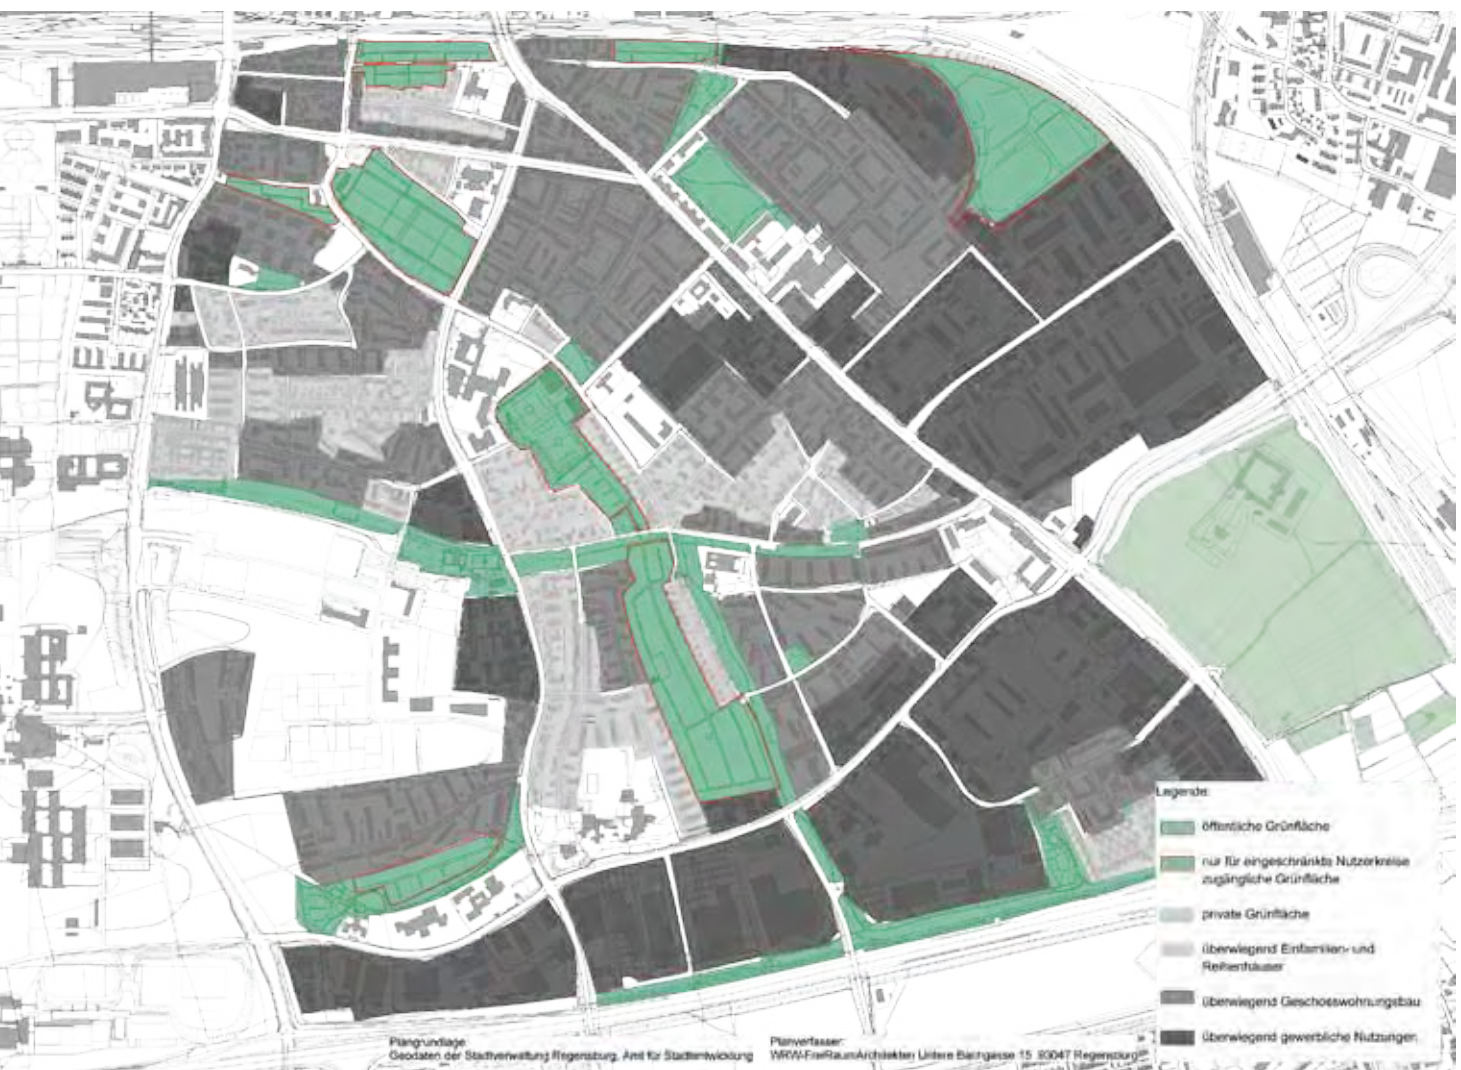 Legende:
öffentliche Grünfläche
nur für eingeschränkte Nutzerkreise
zugängliche Grünfläche
private Grünfläche
überwiegend Einfamilien- und
Reihenhäuser
überwiegend Geschosswohnungsbau
überwiegend gewerbliche Nutzungen
Plangrundlage:
Geodaten der Stadtverwaltung Regensburg, Amt für Stadtentwicklung
Planverfasser:
WRW-FreiRaumArchitekten Untere Bachgasse 15 93047 Regensburg